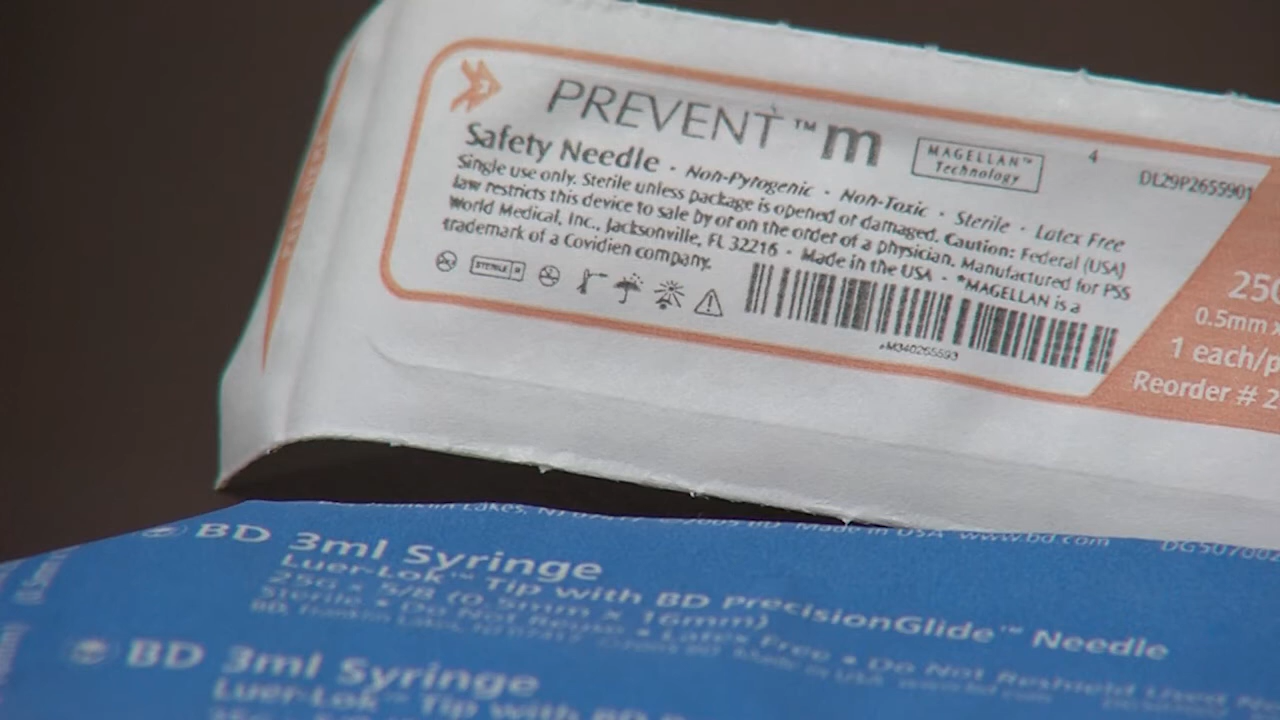 PREVENT™ m
MAGELLAN™
Technology
4
DL29P2655901
Safety Needle · Non-Pyrogenic · Non-Toxic · Sterile · Latex Free
Single use only. Sterile unless package is opened or damaged. Caution: Federal (USA)
law restricts this device to sale by or on the order of a physician. Manufactured for PSS
World Medical, Inc., Jacksonville, FL 32216 · Made in the USA · *MAGELLAN is a
trademark of a Covidien company.
STERILE R
25G
0.5mm x
1 each/p
Reorder # 2
Lakes, NJ 07417 Made in USA www.bd.com
BD 3ml Syringe
Luer-Lok™ Tip with BD PrecisionGlide™ Needle
25G x 5/8 (0.5mm X 16mm)
Sterile • Do Not Reuse • Latex Free • Do Not Reshield Used
BD 3ml Syringe
Luer-Lok™ Tip with BD